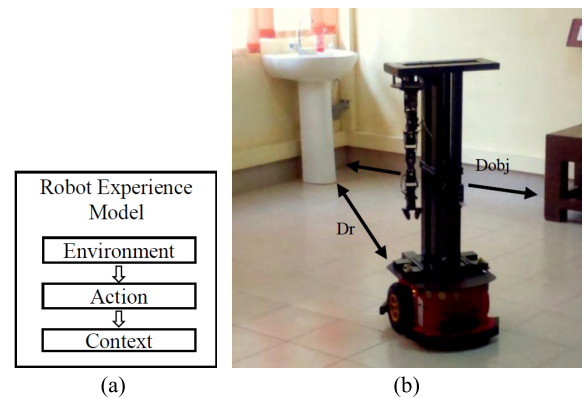 Robot Experience
Model
Environment
Action
Context
(a)
Dobj
Dr
(b)